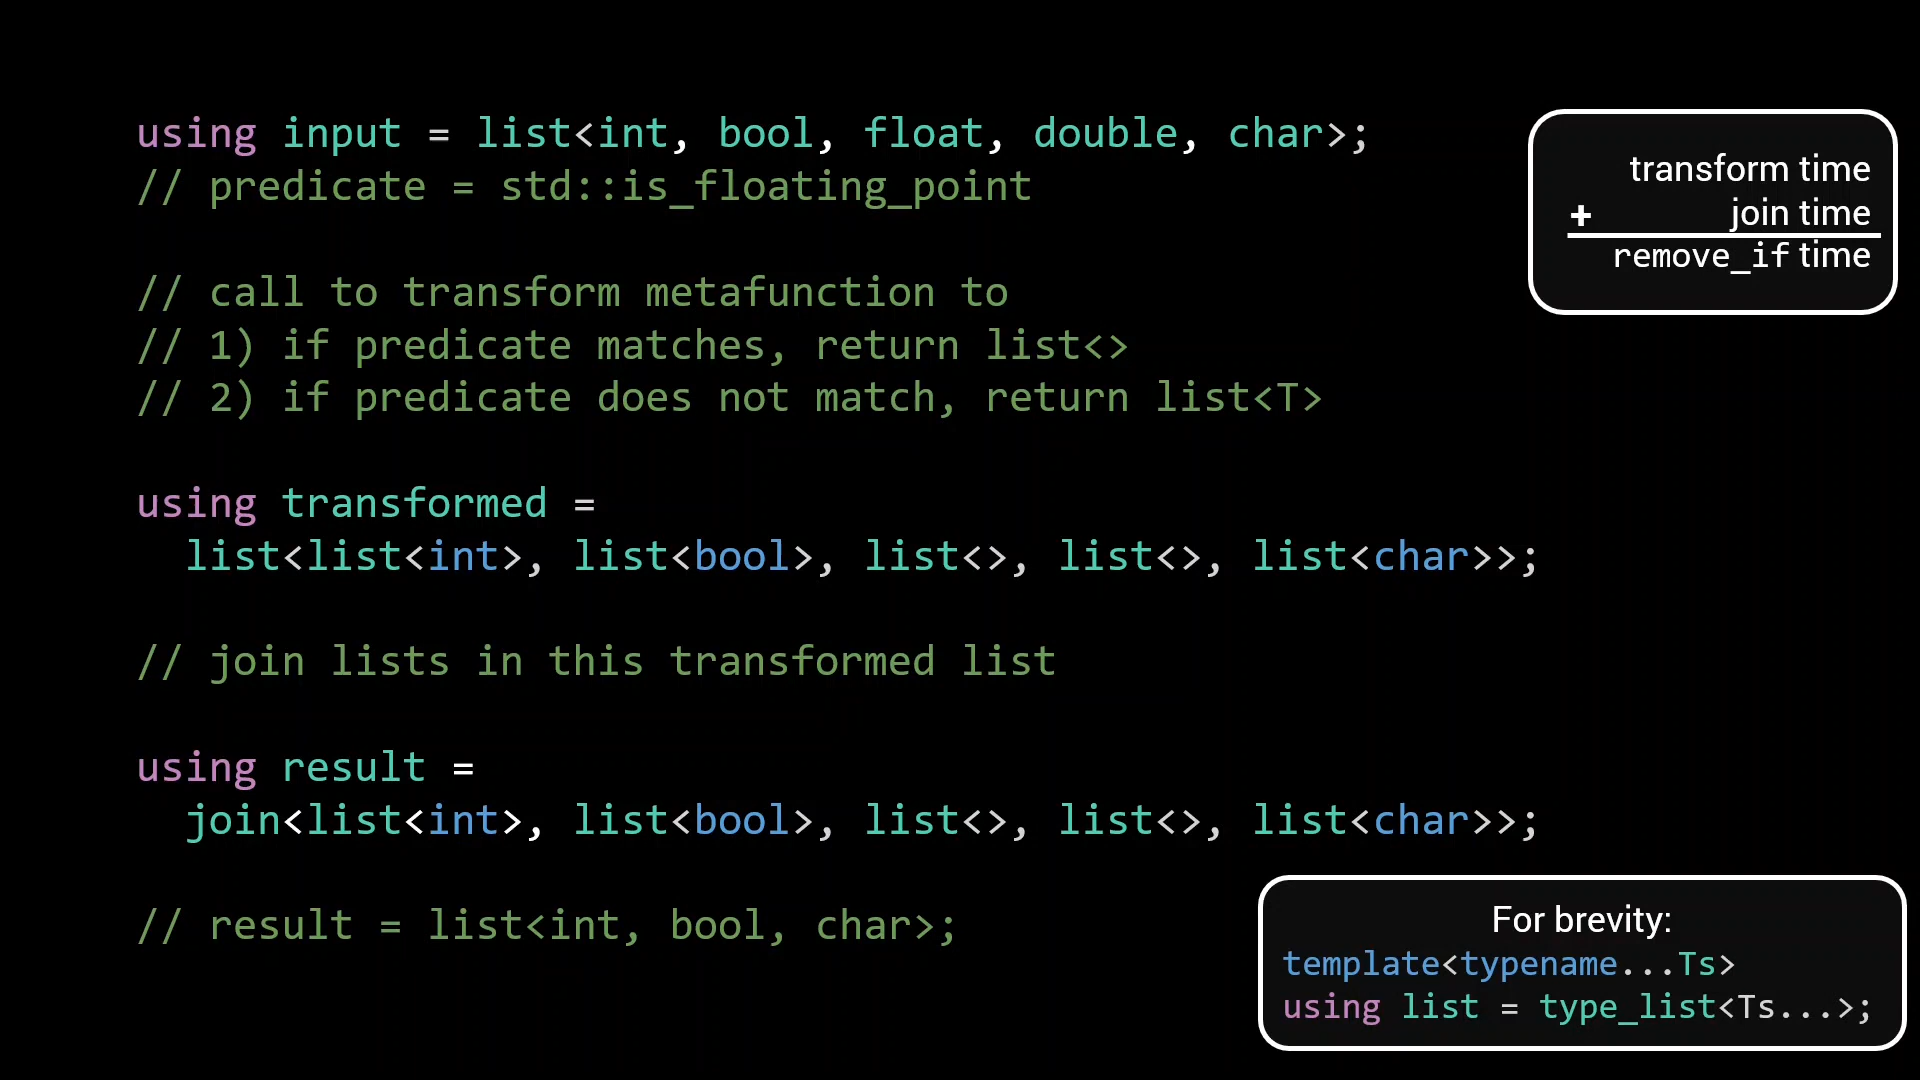 using input = list<int, bool, float, double, char>;
// predicate = std::is_floating_point
// call to transform metafunction to
// 1) if predicate matches, return list<>
// 2) if predicate does not match, return list<T>
using transformed =
list<list<int>, list<bool>, list<>, list<>, list<char>>;
// join lists in this transformed list
using result =
join<list<int>, list<bool>, list<>, list<>, list<char>>;
// result = list<int, bool, char>;
transform time
+ join time
remove_if time
For brevity:
template<typename...Ts>
using list = type_list<Ts...>;